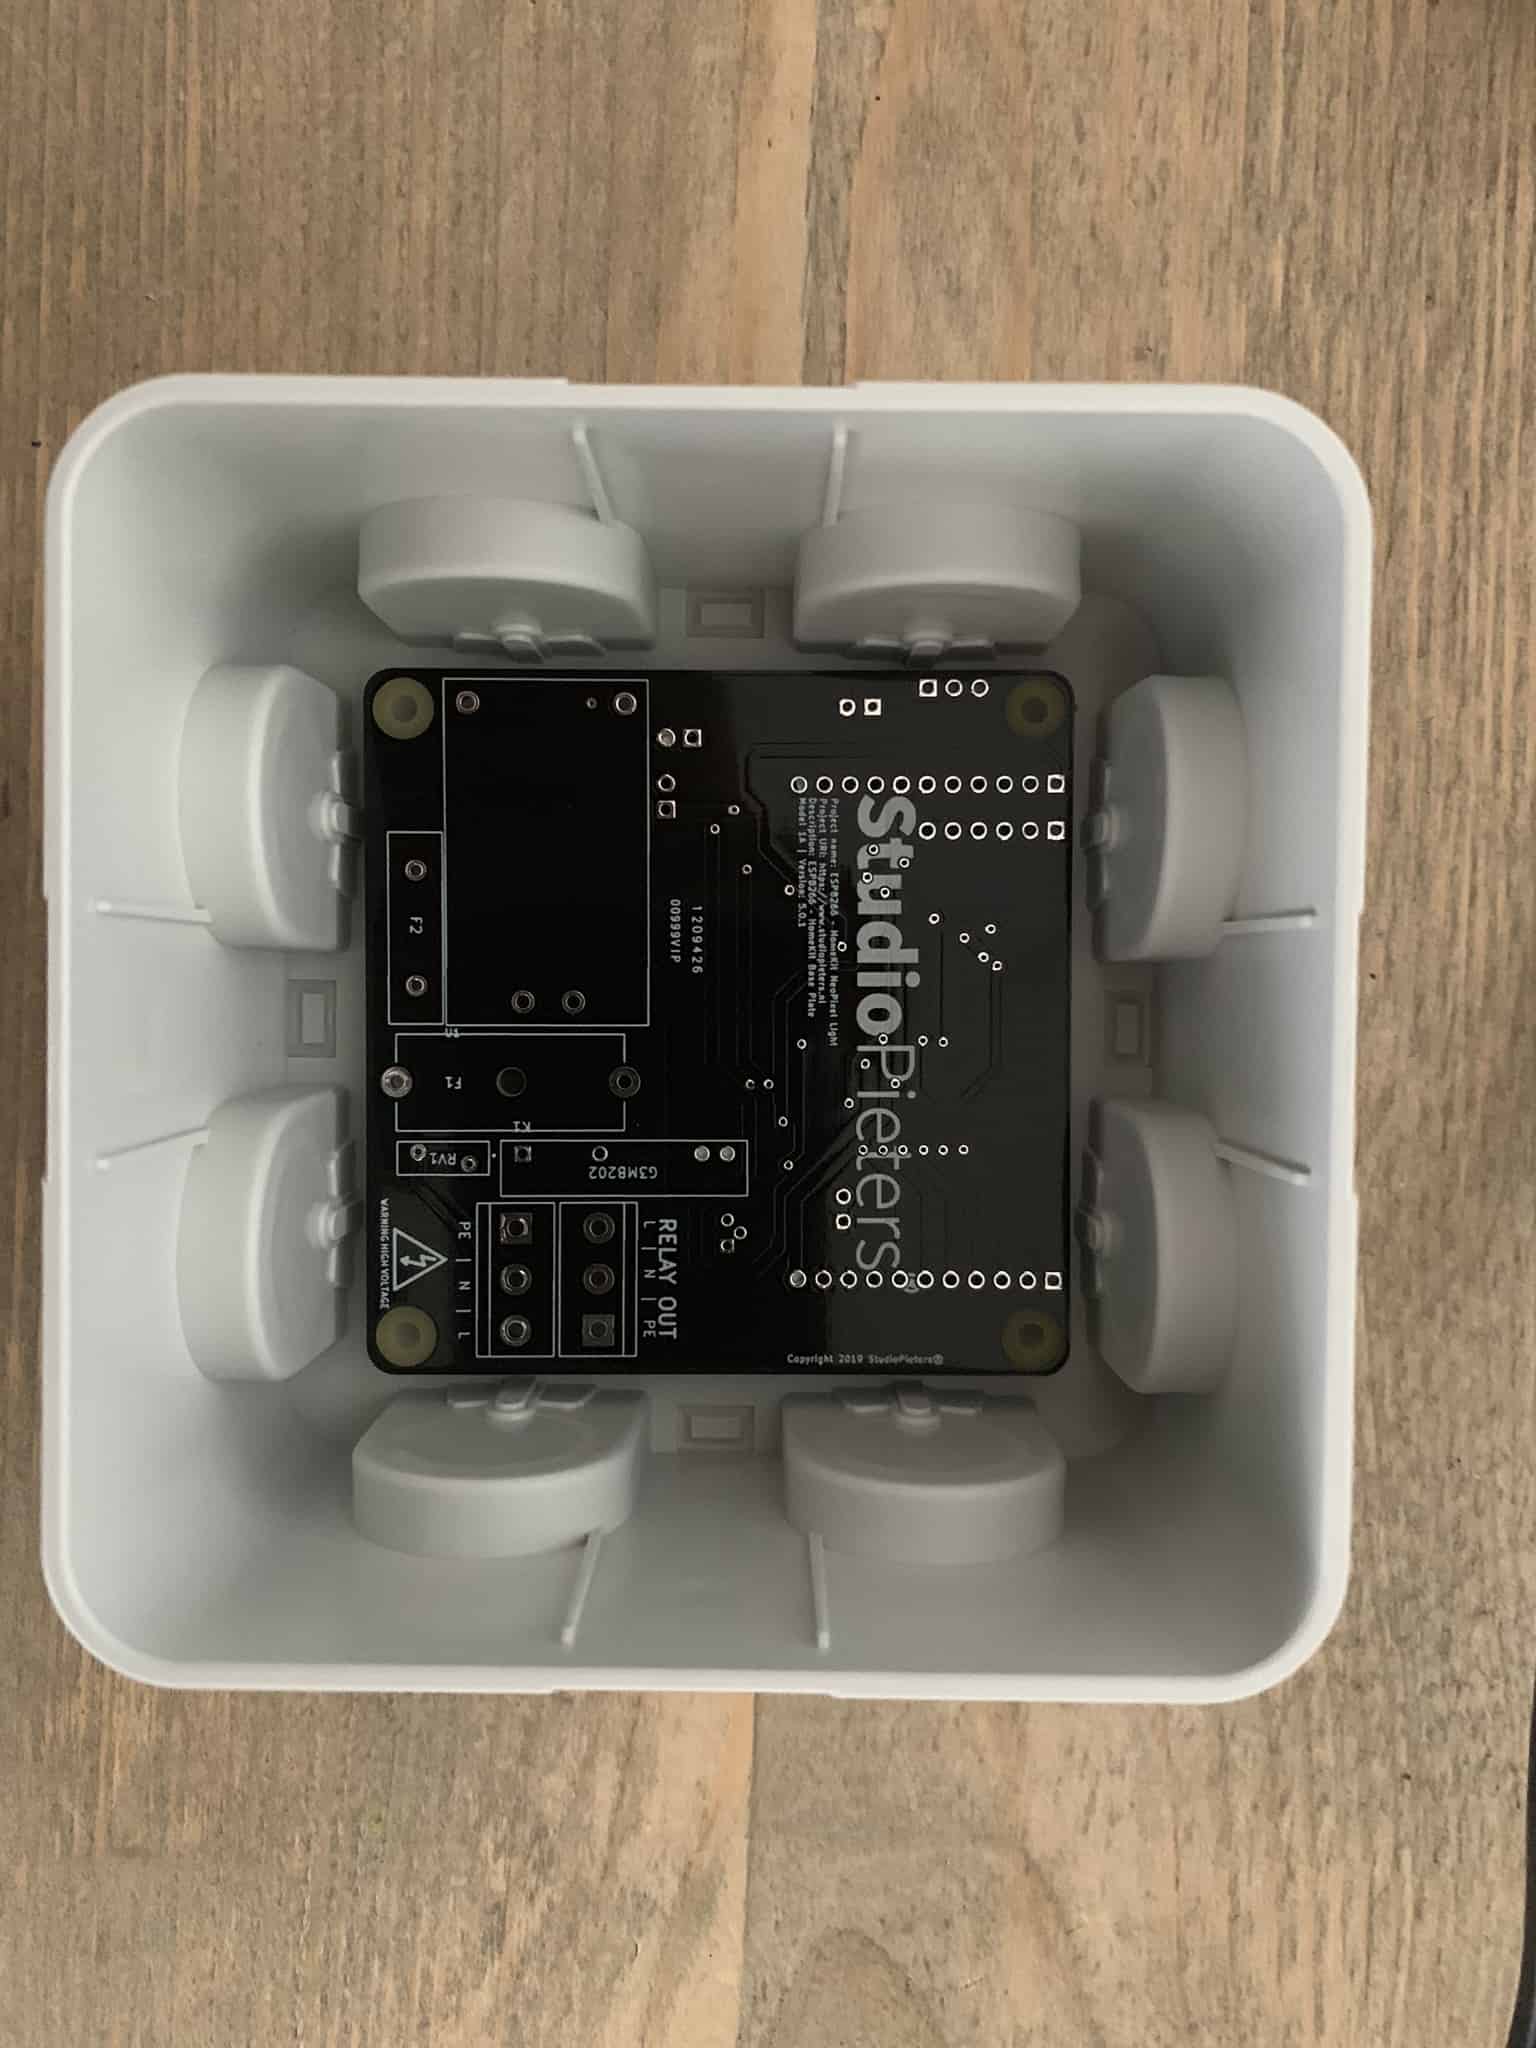 StudioPieters®
Project name: ESP8266 - HomeKit NeoPixel Light
Project URl: https://www.studiopieters.nl
Description: ESP8266 - HomeKit Base Plate
Model 1A | Version: 5.0.1
Copyright 2019 StudioPieters®
1209426
00999VIP
G3MB202
K1
RELAY OUT
L | N | PE
PE | N | L
U1
F1
RV1
F2
WARNING HIGH VOLTAGE